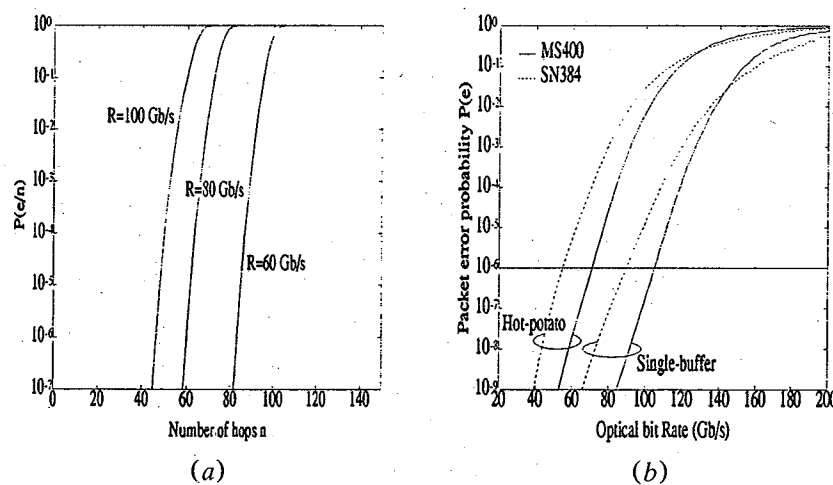 10⁰
10⁻¹
10⁻²
10⁻³
10⁻⁴
10⁻⁵
10⁻⁶
10⁻⁷
P(e/n)
R=100 Gb/s
R=80 Gb/s
R=60 Gb/s
0 20 40 60 80 100 120 140
Number of hops n
(a)
10⁰
10⁻¹
10⁻²
10⁻³
10⁻⁴
10⁻⁵
10⁻⁶
10⁻⁷
10⁻⁸
10⁻⁹
Packet error probability P(e)
MS400
SN384
Hot-potato
Single-buffer
20 40 60 80 100 120 140 160 180 200
Optical bit Rate (Gb/s)
(b)